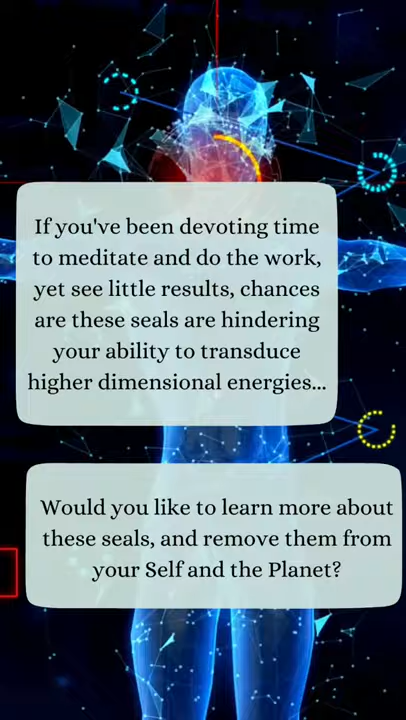 If you've been devoting time
to meditate and do the work,
yet see little results, chances
are these seals are hindering
your ability to transduce
higher dimensional energies...
Would you like to learn more about
these seals, and remove them from
your Self and the Planet?